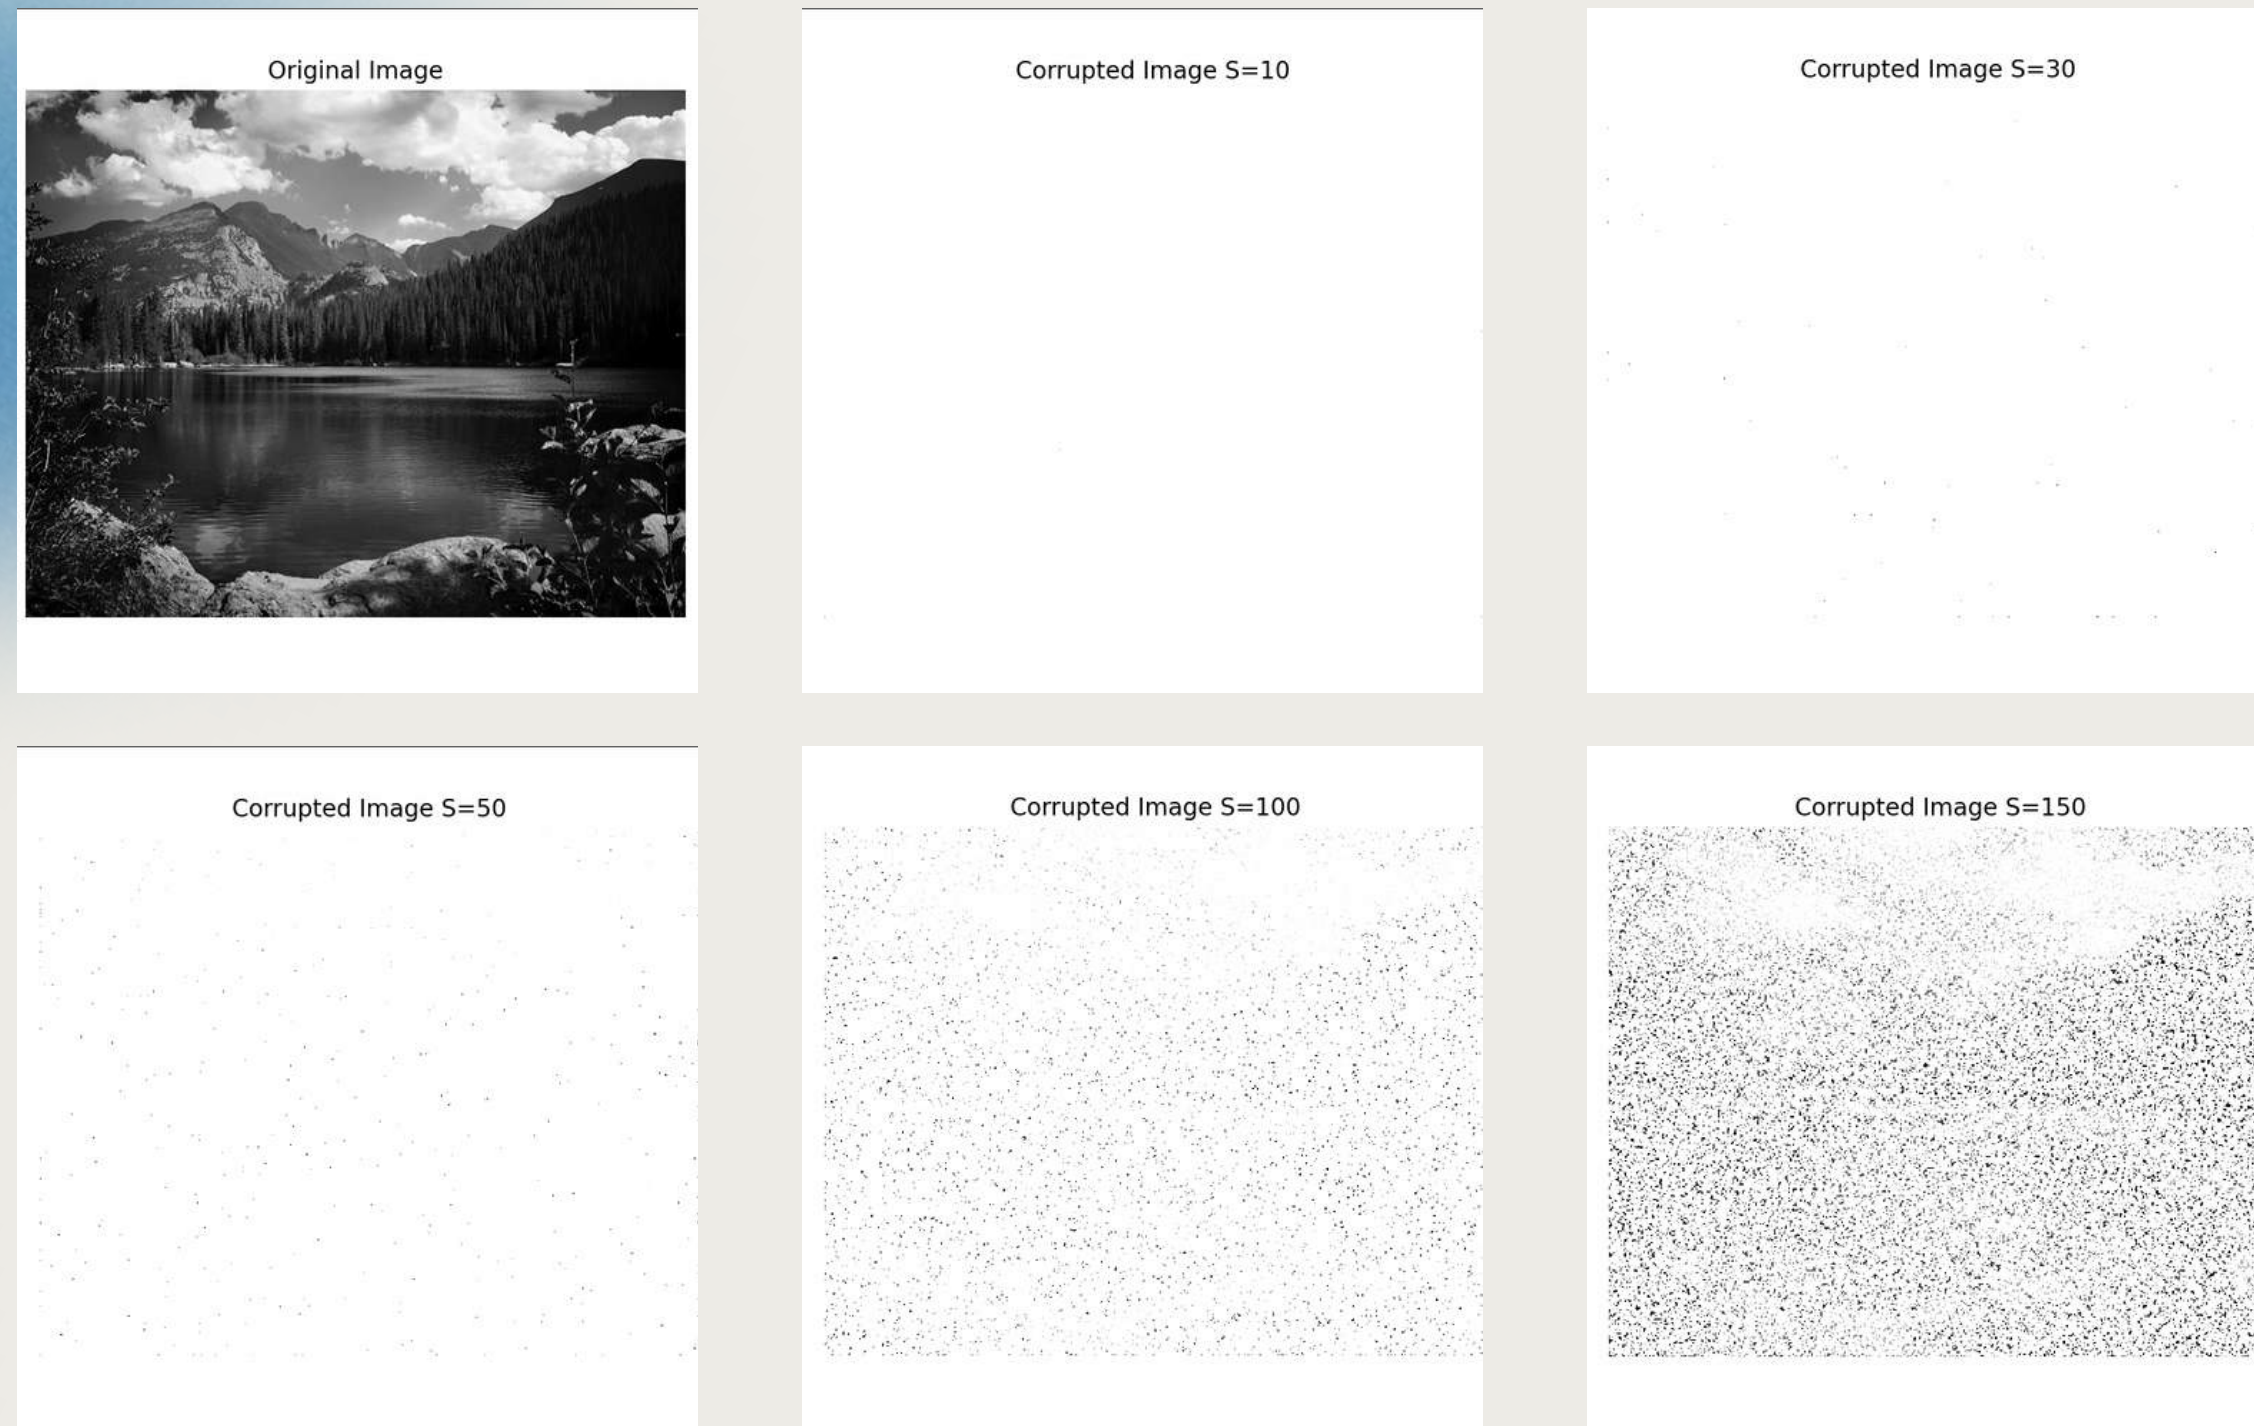 Original Image
Corrupted Image S=10
Corrupted Image S=30
Corrupted Image S=50
Corrupted Image S=100
Corrupted Image S=150